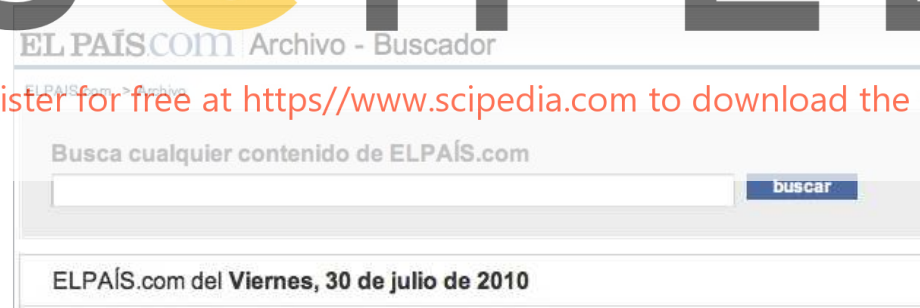 EL PAÍS.COM Archivo - Buscador
ELPAIS.com > Archivo
ister for free at https//www.scipedia.com to download the
Busca cualquier contenido de ELPAÍS.com
buscar
ELPAÍS.com del Viernes, 30 de julio de 2010